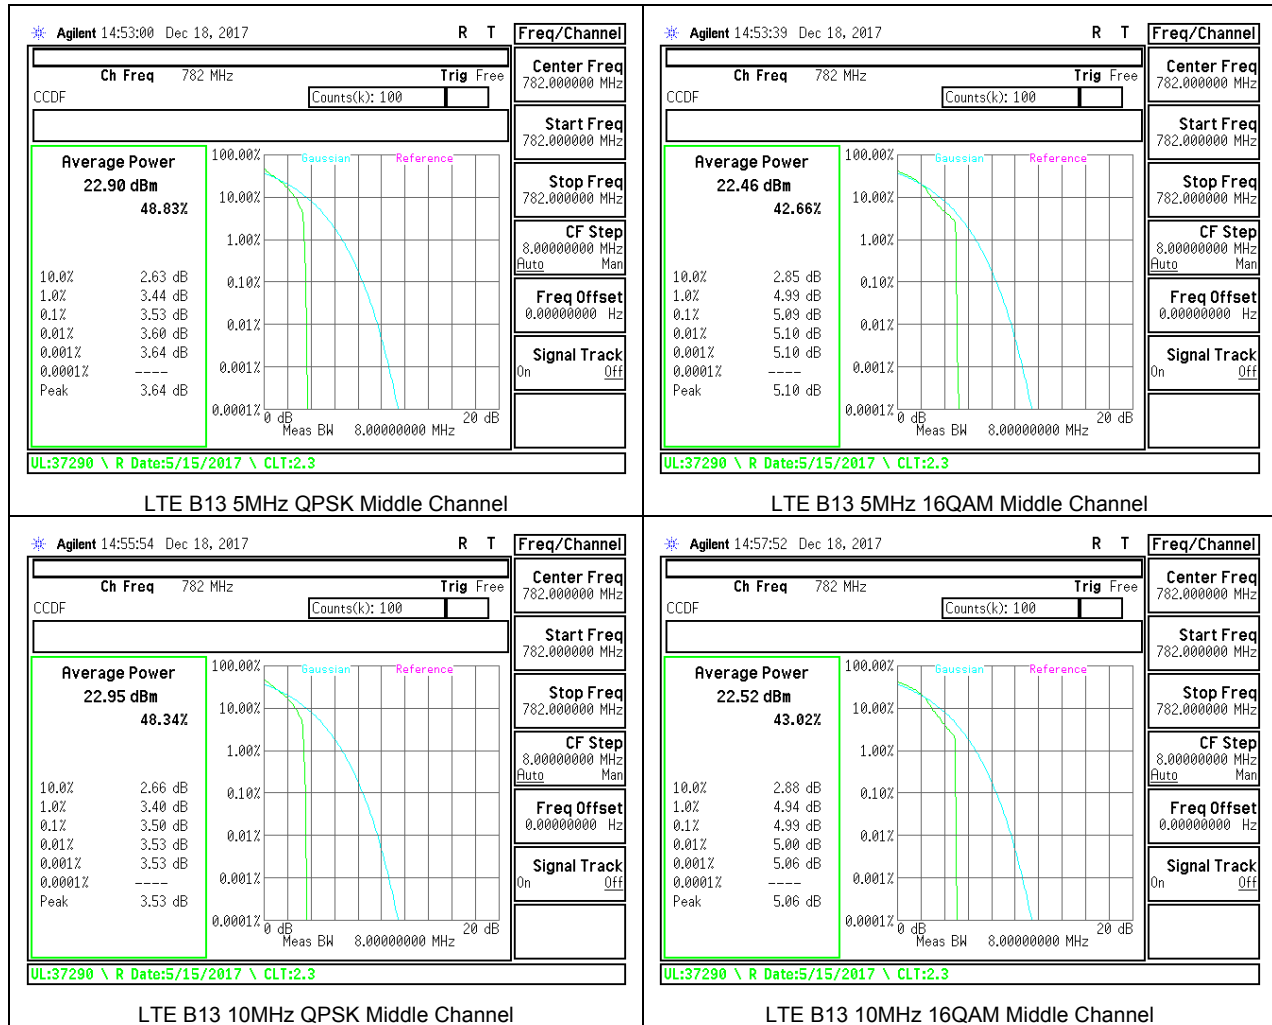 Agilent 14:53:00 Dec 18, 2017 R T Freq/Channel
Ch Freq 782 MHz Trig Free
CCDF Counts(k): 100
Average Power
22.90 dBm
48.83%
10.0% 2.63 dB
1.0% 3.44 dB
0.1% 3.53 dB
0.01% 3.60 dB
0.001% 3.64 dB
0.0001% ----
Peak 3.64 dB
Gaussian Reference
100.00%
10.00%
1.00%
0.10%
0.01%
0.001%
0.0001%
0 dB 20 dB
Meas BW 8.00000000 MHz
Center Freq
782.000000 MHz
Start Freq
782.000000 MHz
Stop Freq
782.000000 MHz
CF Step
8.00000000 MHz
Auto Man
Freq Offset
0.00000000 Hz
Signal Track
On Off
UL:37290 \ R Date:5/15/2017 \ CLT:2.3
LTE B13 5MHz QPSK Middle Channel
Agilent 14:53:39 Dec 18, 2017 R T Freq/Channel
Ch Freq 782 MHz Trig Free
CCDF Counts(k): 100
Average Power
22.46 dBm
42.66%
10.0% 2.85 dB
1.0% 4.99 dB
0.1% 5.09 dB
0.01% 5.10 dB
0.001% 5.10 dB
0.0001% ----
Peak 5.10 dB
Gaussian Reference
100.00%
10.00%
1.00%
0.10%
0.01%
0.001%
0.0001%
0 dB 20 dB
Meas BW 8.00000000 MHz
Center Freq
782.000000 MHz
Start Freq
782.000000 MHz
Stop Freq
782.000000 MHz
CF Step
8.00000000 MHz
Auto Man
Freq Offset
0.00000000 Hz
Signal Track
On Off
UL:37290 \ R Date:5/15/2017 \ CLT:2.3
LTE B13 5MHz 16QAM Middle Channel
Agilent 14:55:54 Dec 18, 2017 R T Freq/Channel
Ch Freq 782 MHz Trig Free
CCDF Counts(k): 100
Average Power
22.95 dBm
48.34%
10.0% 2.66 dB
1.0% 3.40 dB
0.1% 3.50 dB
0.01% 3.53 dB
0.001% 3.53 dB
0.0001% ----
Peak 3.53 dB
Gaussian Reference
100.00%
10.00%
1.00%
0.10%
0.01%
0.001%
0.0001%
0 dB 20 dB
Meas BW 8.00000000 MHz
Center Freq
782.000000 MHz
Start Freq
782.000000 MHz
Stop Freq
782.000000 MHz
CF Step
8.00000000 MHz
Auto Man
Freq Offset
0.00000000 Hz
Signal Track
On Off
UL:37290 \ R Date:5/15/2017 \ CLT:2.3
LTE B13 10MHz QPSK Middle Channel
Agilent 14:57:52 Dec 18, 2017 R T Freq/Channel
Ch Freq 782 MHz Trig Free
CCDF Counts(k): 100
Average Power
22.52 dBm
43.02%
10.0% 2.88 dB
1.0% 4.94 dB
0.1% 4.99 dB
0.01% 5.00 dB
0.001% 5.06 dB
0.0001% ----
Peak 5.06 dB
Gaussian Reference
100.00%
10.00%
1.00%
0.10%
0.01%
0.001%
0.0001%
0 dB 20 dB
Meas BW 8.00000000 MHz
Center Freq
782.000000 MHz
Start Freq
782.000000 MHz
Stop Freq
782.000000 MHz
CF Step
8.00000000 MHz
Auto Man
Freq Offset
0.00000000 Hz
Signal Track
On Off
UL:37290 \ R Date:5/15/2017 \ CLT:2.3
LTE B13 10MHz 16QAM Middle Channel